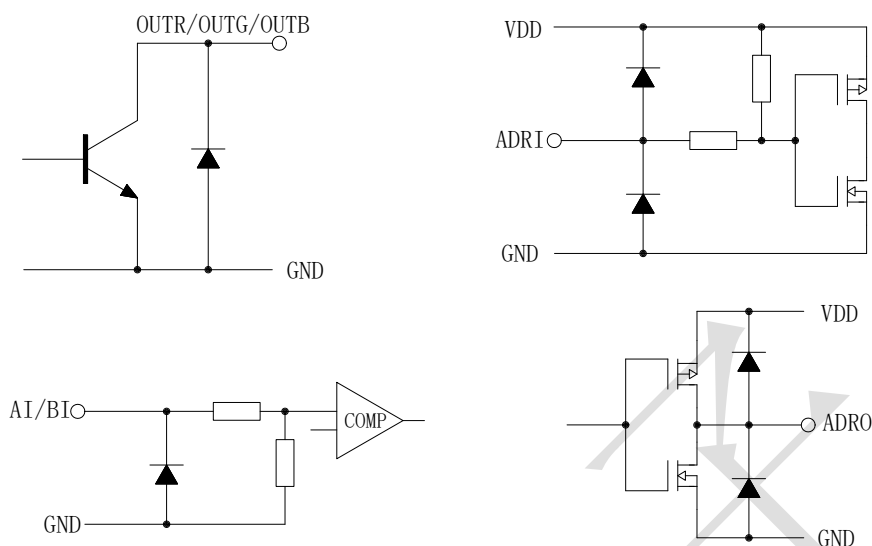 OUTR/OUTG/OUTB
GND
VDD
ADRI
GND
AI/BI
COMP
GND
VDD
ADRO
GND